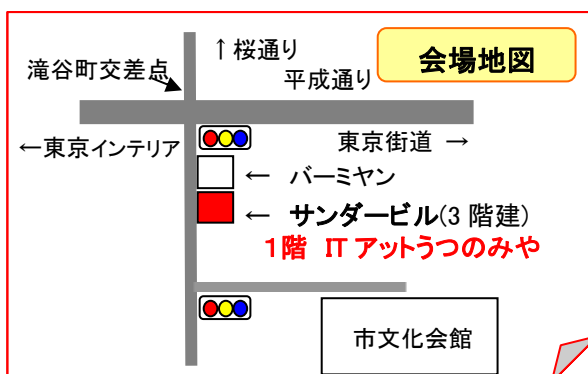 ↑桜通り
会場地図
滝谷町交差点
平成通り
←東京インテリア
東京街道 →
← バーミヤン
← サンダービル(3 階建)
1階 IT アットうつのみや
市文化会館